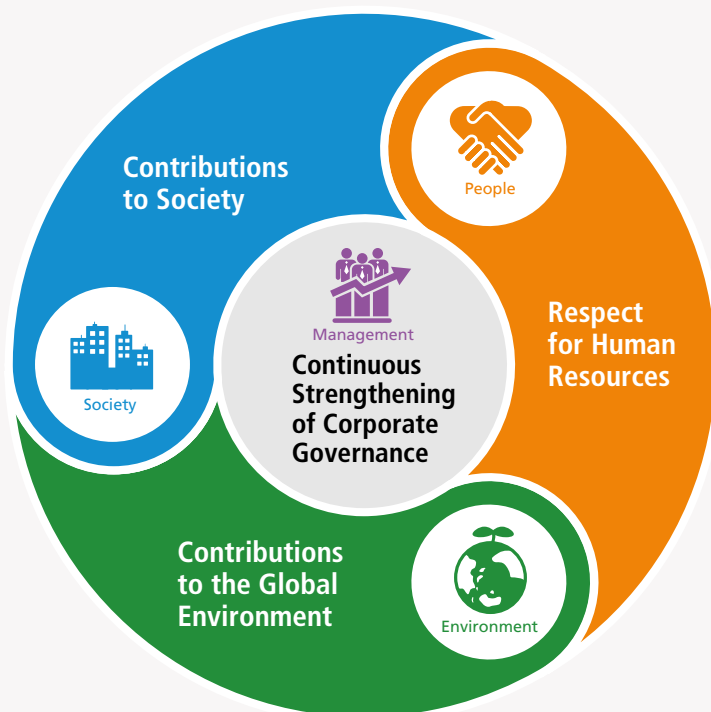 Contributions
to Society
People
Society
Management
Continuous
Strengthening
of Corporate
Governance
Respect
for Human
Resources
Contributions
to the Global
Environment
Environment